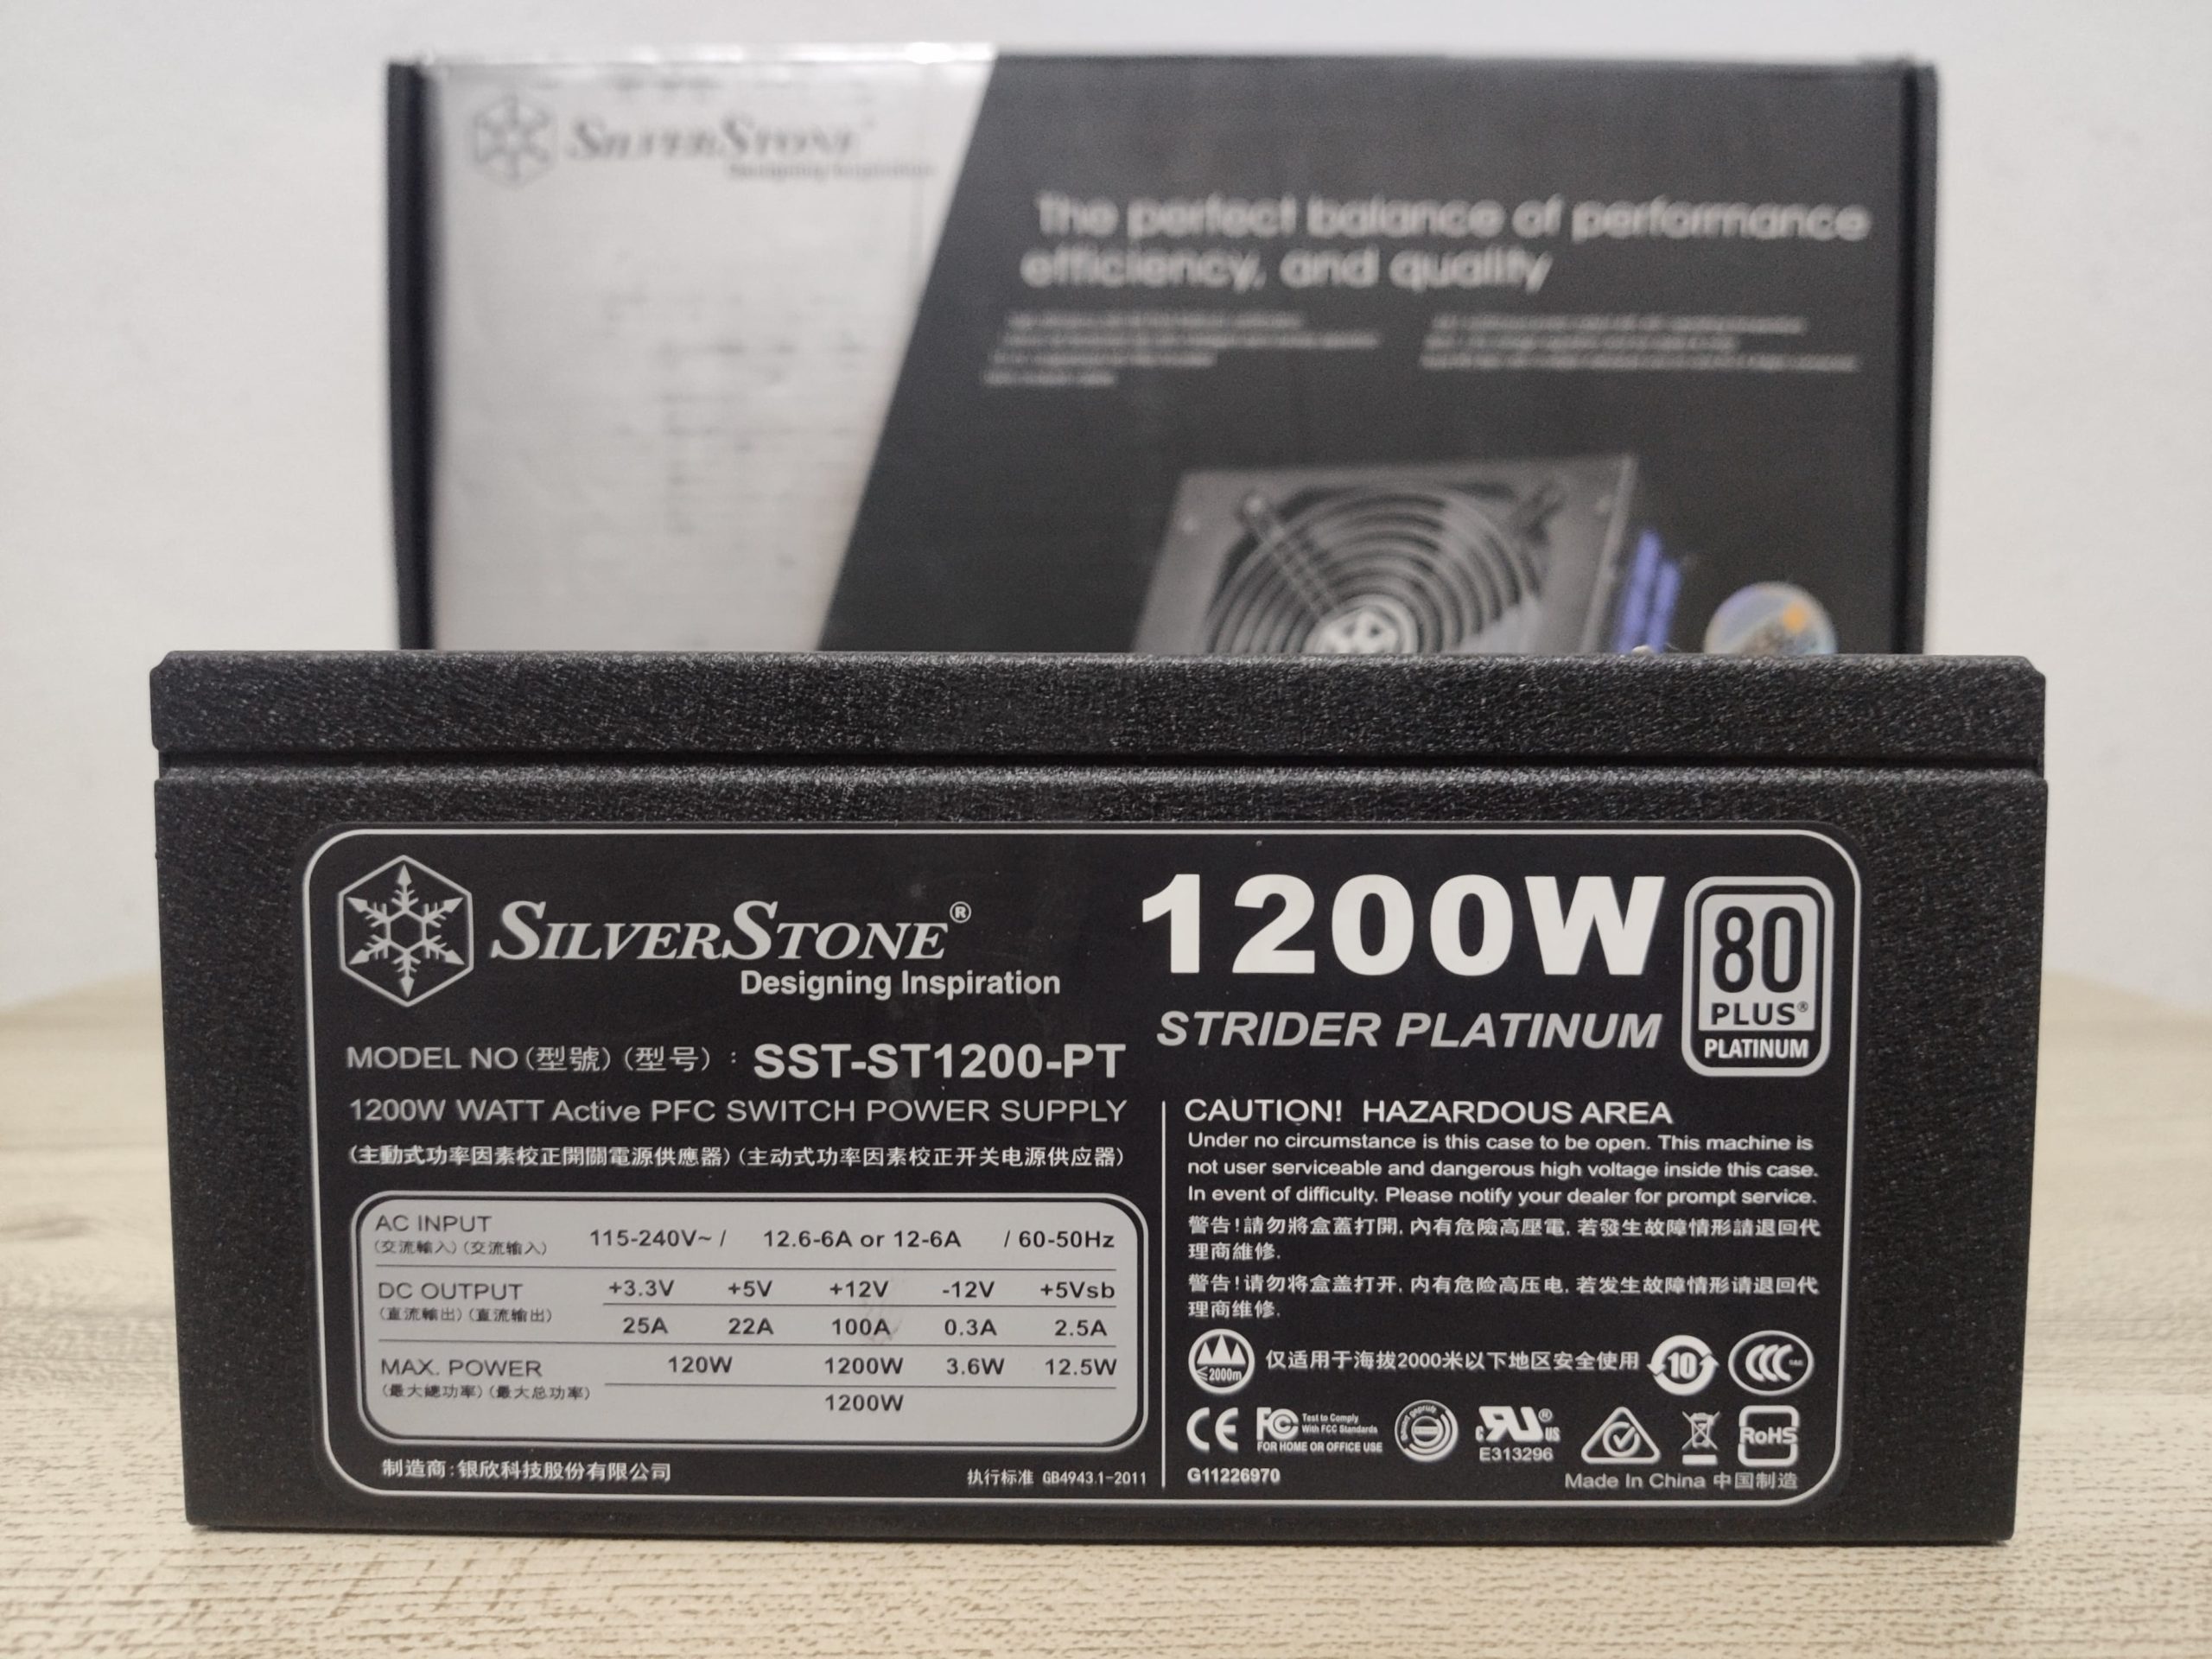 SILVERSTONE
Designing Inspiration
The perfect balance of performance
efficiency, and quality
SILVERSTONE®
Designing Inspiration
1200W
STRIDER PLATINUM
80
PLUS®
PLATINUM
MODEL NO (型號) (型号) : SST-ST1200-PT
1200W WATT Active PFC SWITCH POWER SUPPLY
(主動式功率因素校正開關電源供應器) (主动式功率因素校正开关电源供应器)
AC INPUT 115-240V~ / 12.6-6A or 12-6A / 60-50Hz
(交流輸入) (交流输入)
DC OUTPUT +3.3V +5V +12V -12V +5Vsb
(直流輸出) (直流输出) 25A 22A 100A 0.3A 2.5A
MAX. POWER 120W 1200W 3.6W 12.5W
(最大總功率) (最大总功率) 1200W
制造商:银欣科技股份有限公司
执行标准 GB4943.1-2011
CAUTION! HAZARDOUS AREA
Under no circumstance is this case to be open. This machine is
not user serviceable and dangerous high voltage inside this case.
In event of difficulty. Please notify your dealer for prompt service.
警告!請勿將盒蓋打開, 內有危險高壓電, 若發生故障情形請退回代
理商維修.
警告!请勿将盒盖打开, 内有危险高压电, 若发生故障情形请退回代
理商维修.
≤2000m
仅适用于海拔2000米以下地区安全使用
10
CCC
CE
FC Test to Comply
With FCC Standards
FOR HOME OR OFFICE USE
c RU ® US
E313296
RoHS
G11226970
Made In China 中国制造